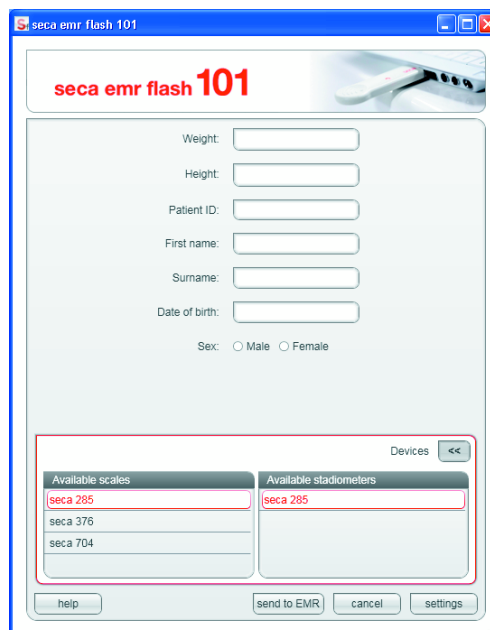 seca emr flash 101
seca emr flash 101
Weight:
Height:
Patient ID:
First name:
Surname:
Date of birth:
Sex: Male Female
Devices <<
Available scales Available stadiometers
seca 285 seca 285
seca 376
seca 704
help send to EMR cancel settings